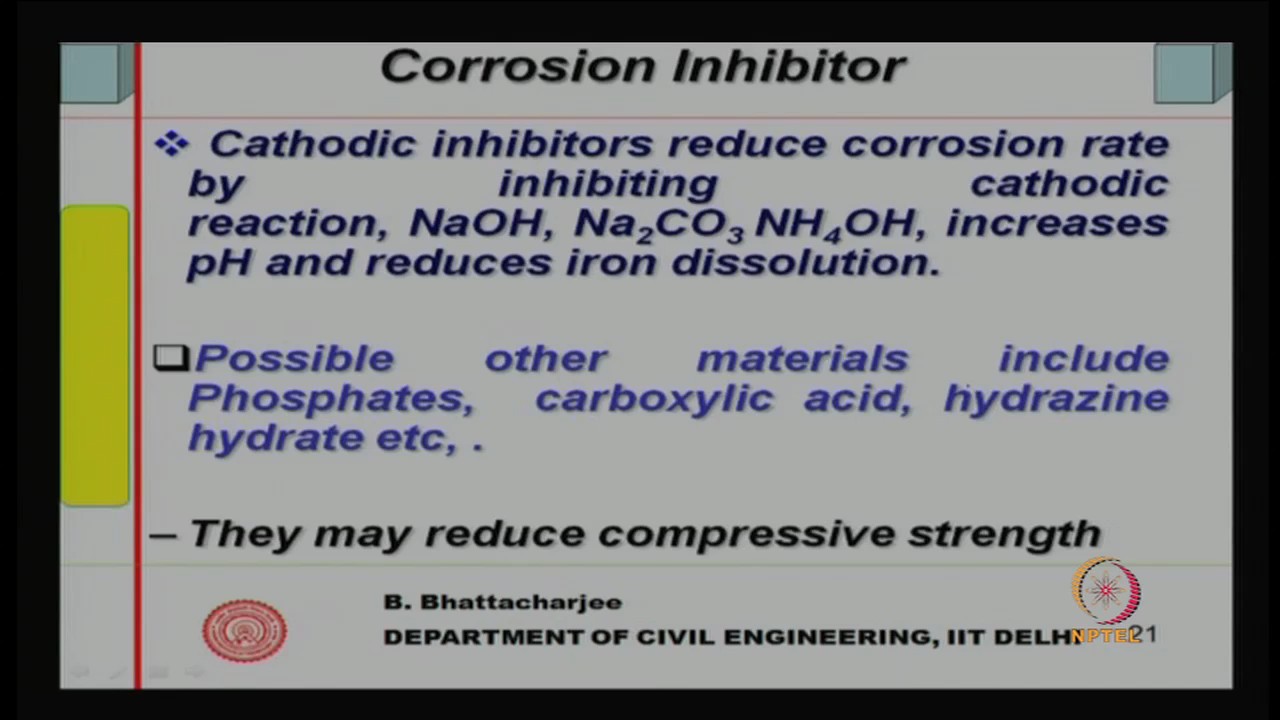 Corrosion Inhibitor
❖ Cathodic inhibitors reduce corrosion rate
by inhibiting cathodic
reaction, NaOH, Na₂CO₃ NH₄OH, increases
pH and reduces iron dissolution.
❑Possible other materials include
Phosphates, carboxylic acid, hydrazine
hydrate etc, .
– They may reduce compressive strength
B. Bhattacharjee
DEPARTMENT OF CIVIL ENGINEERING, IIT DELHI
NPTEL 21